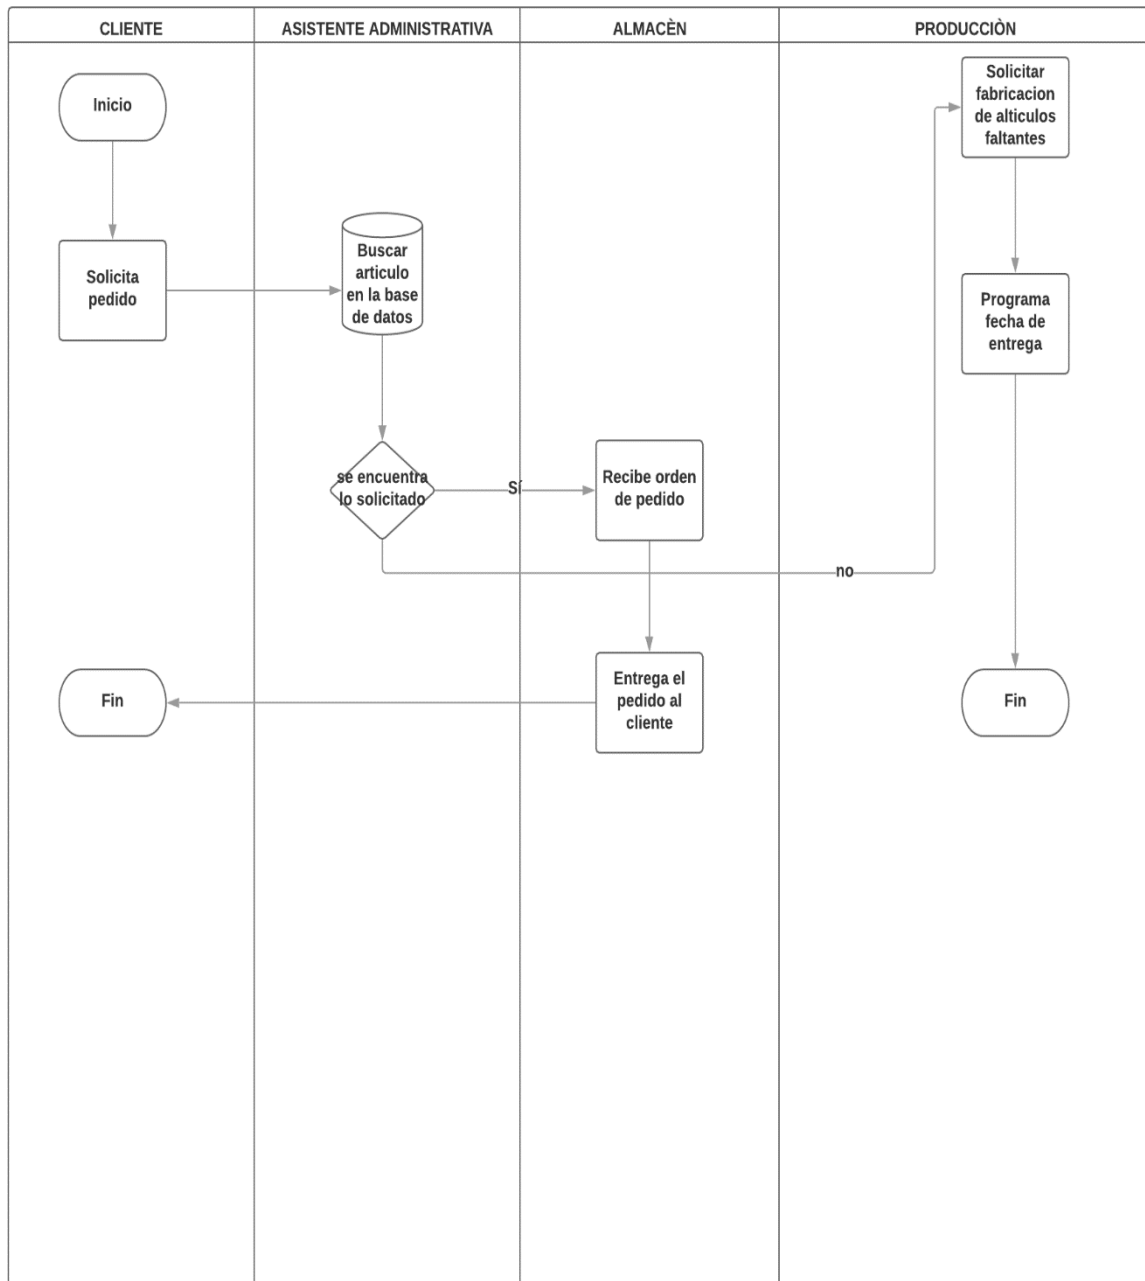 CLIENTE
ASISTENTE ADMINISTRATIVA
ALMACÈN
PRODUCCIÒN
Inicio
Solicita
pedido
Buscar
articulo
en la base
de datos
se encuentra
lo solicitado
Sí
Recibe orden
de pedido
Entrega el
pedido al
cliente
Fin
no
Solicitar
fabricacion
de alticulos
faltantes
Programa
fecha de
entrega
Fin